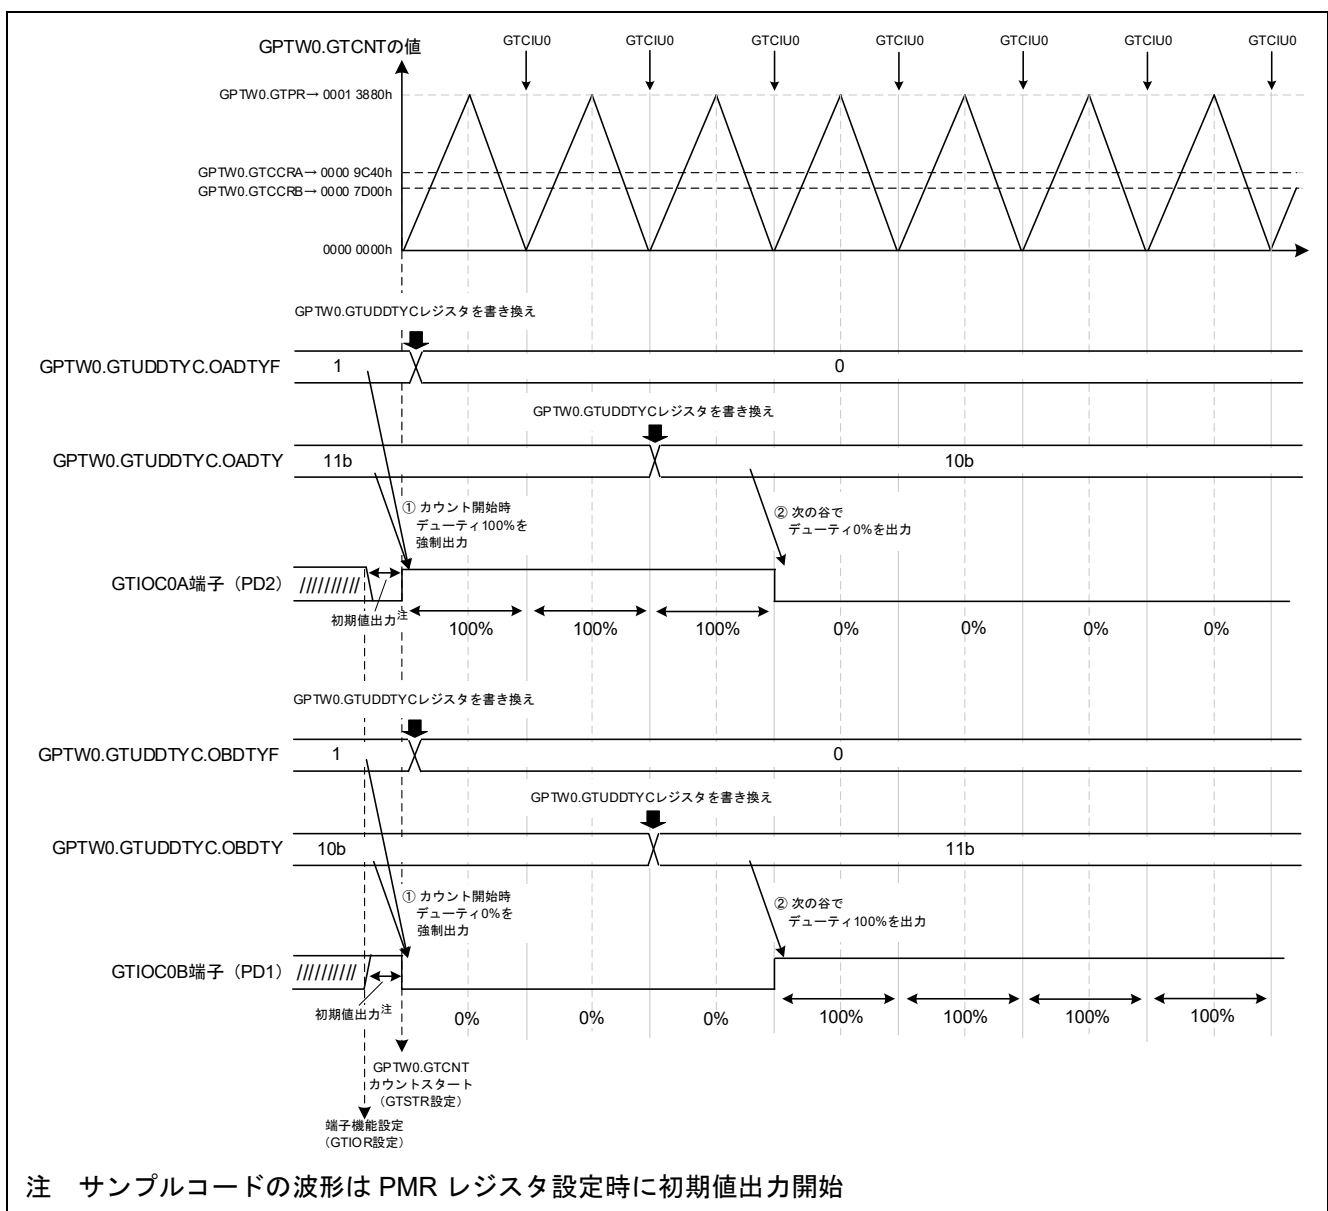 GPTW0.GTCNTの値
GTCIU0 GTCIU0 GTCIU0 GTCIU0 GTCIU0 GTCIU0 GTCIU0
GPTW0.GTPR→ 0001 3880h
GPTW0.GTCCRA→ 0000 9C40h
GPTW0.GTCCRB→ 0000 7D00h
0000 0000h
GPTW0.GTUDDTYCレジスタを書き換え
GPTW0.GTUDDTYC.OADTYF 1 0
GPTW0.GTUDDTYCレジスタを書き換え
GPTW0.GTUDDTYC.OADTY 11b 10b
① カウント開始時
デューティ100%を
強制出力
② 次の谷で
デューティ0%を出力
GTIOC0A端子（PD2）
初期値出力注
100% 100% 100% 0% 0% 0% 0%
GPTW0.GTUDDTYCレジスタを書き換え
GPTW0.GTUDDTYC.OBDTYF 1 0
GPTW0.GTUDDTYCレジスタを書き換え
GPTW0.GTUDDTYC.OBDTY 10b 11b
① カウント開始時
デューティ0%を
強制出力
② 次の谷で
デューティ100%を出力
GTIOC0B端子（PD1）
初期値出力注
0% 0% 0% 100% 100% 100% 100%
GPTW0.GTCNT
カウントスタート
（GTSTR設定）
端子機能設定
（GTIOR設定）
注　サンプルコードの波形は PMR レジスタ設定時に初期値出力開始